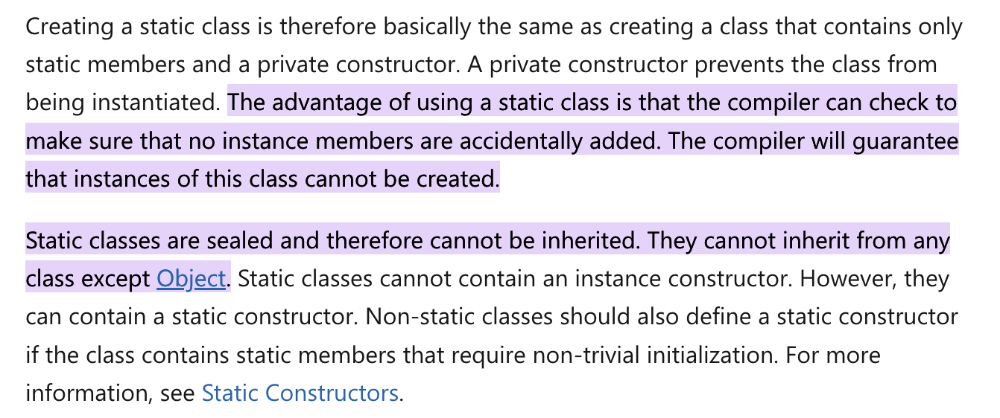 Creating a static class is therefore basically the same as creating a class that contains only
static members and a private constructor. A private constructor prevents the class from
being instantiated. The advantage of using a static class is that the compiler can check to
make sure that no instance members are accidentally added. The compiler will guarantee
that instances of this class cannot be created.
Static classes are sealed and therefore cannot be inherited. They cannot inherit from any
class except Object. Static classes cannot contain an instance constructor. However, they
can contain a static constructor. Non-static classes should also define a static constructor
if the class contains static members that require non-trivial initialization. For more
information, see Static Constructors.